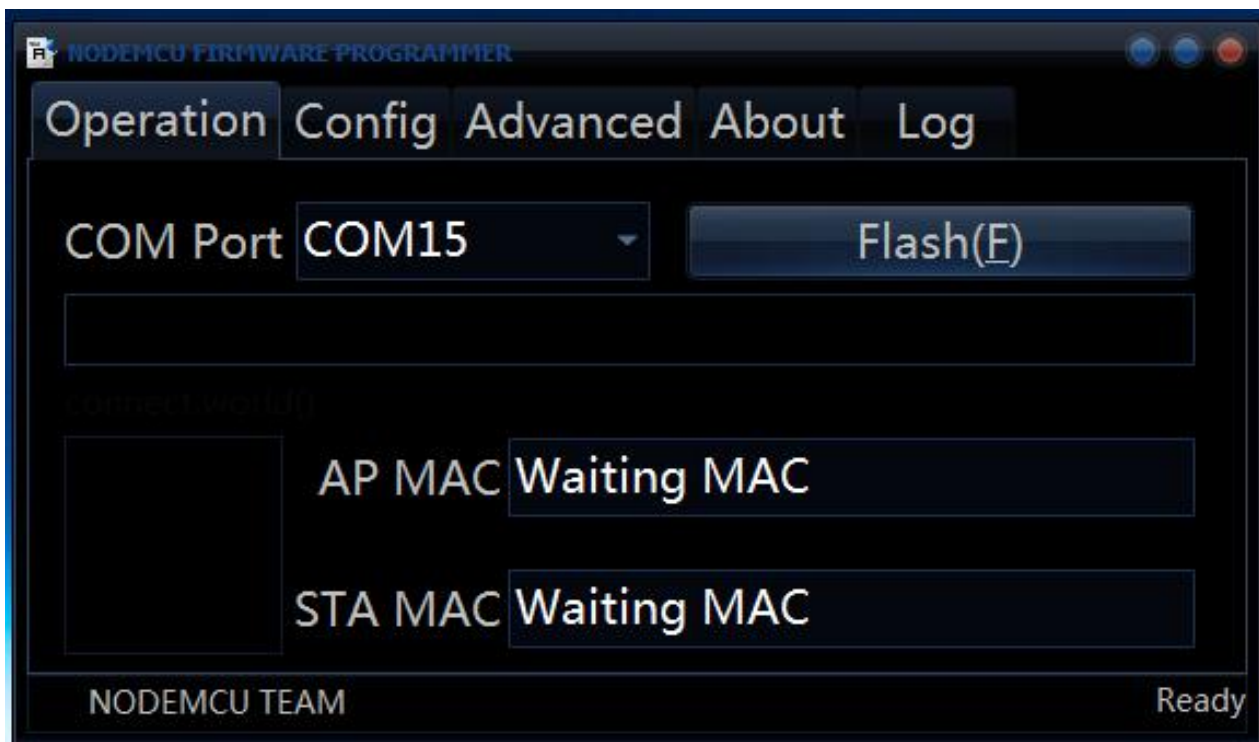 NODEMCU FIRMWARE PROGRAMMER
Operation Config Advanced About Log
COM Port COM15 Flash(F)
connect.world()
AP MAC Waiting MAC
STA MAC Waiting MAC
NODEMCU TEAM Ready